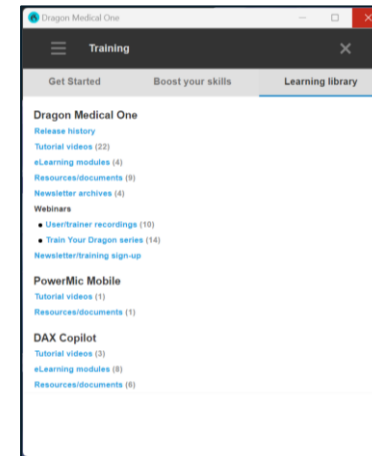 Dragon Medical One
Training
Get Started Boost your skills Learning library
Dragon Medical One
Release history
Tutorial videos (22)
eLearning modules (4)
Resources/documents (9)
Newsletter archives (4)
Webinars
• User/trainer recordings (10)
• Train Your Dragon series (14)
Newsletter/training sign-up
PowerMic Mobile
Tutorial videos (1)
Resources/documents (1)
DAX Copilot
Tutorial videos (3)
eLearning modules (8)
Resources/documents (6)